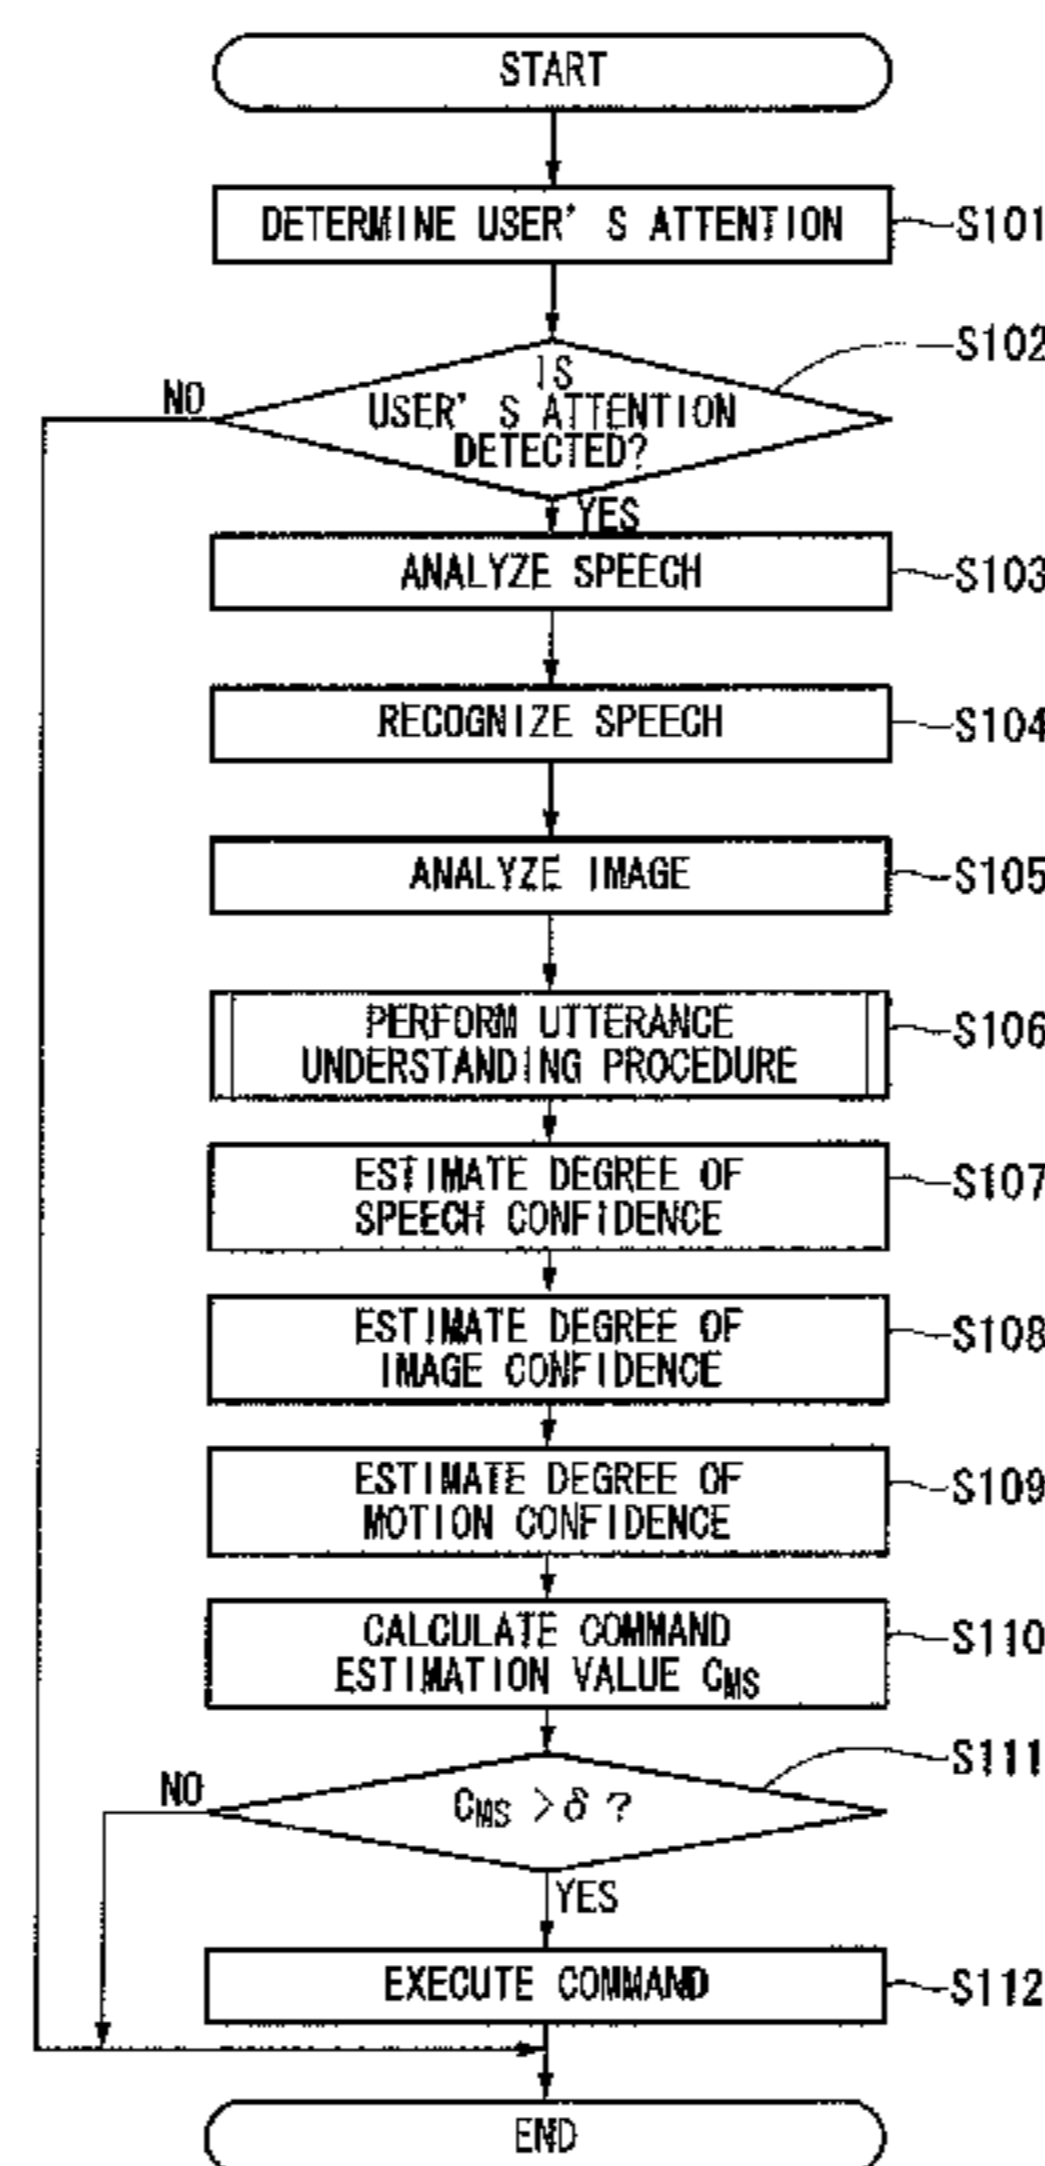 START
DETERMINE USER'S ATTENTION
S101
IS
USER'S ATTENTION
DETECTED?
S102
NO
YES
ANALYZE SPEECH
S103
RECOGNIZE SPEECH
S104
ANALYZE IMAGE
S105
PERFORM UTTERANCE
UNDERSTANDING PROCEDURE
S106
ESTIMATE DEGREE OF
SPEECH CONFIDENCE
S107
ESTIMATE DEGREE OF
IMAGE CONFIDENCE
S108
ESTIMATE DEGREE OF
MOTION CONFIDENCE
S109
CALCULATE COMMAND
ESTIMATION VALUE CMS
S110
CMS > δ ?
S111
NO
YES
EXECUTE COMMAND
S112
END